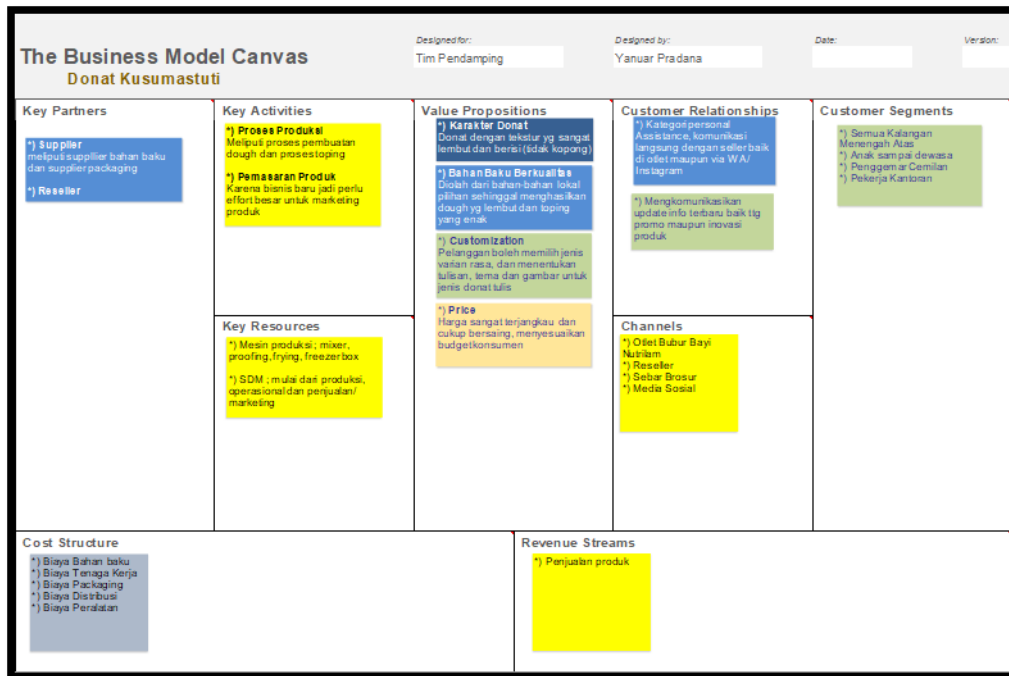 The Business Model Canvas
Donat Kusumastuti
Designed for:
Tim Pendamping
Designed by:
Yanuar Pradana
Date:
Version:
Key Partners
*) Supplier
meliputi suppllier bahan baku
dan supplier packaging
*) Reseller
Key Activities
*) Proses Produksi
Meliputi proses pembuatan
dough dan proses toping
*) Pemasaran Produk
Karena bisnis baru jadi perlu
effort besar untuk marketing
produk
Key Resources
*) Mesin produksi ; mixer,
proofing, frying, freezer box
*) SDM ; mulai dari produksi,
operasional dan penjualan/
marketing
Value Propositions
*) Karakter Donat
Donat dengan tekstur yg sangat
lembut dan berisi (tidak kopong)
*) Bahan Baku Berkualitas
Diolah dari bahan-bahan lokal
pilihan sehinggal menghasilkan
dough yg lembut dan toping
yang enak
*) Customization
Pelanggan boleh memilih jenis
varian rasa, dan menentukan
tulisan, tema dan gambar untuk
jenis donat tulis
*) Price
Harga sangat terjangkau dan
cukup bersaing, menyesuaikan
budget konsumen
Customer Relationships
*) Kategori personal
Assistance, komunikasi
langsung dengan seller baik
di otlet maupun via WA/
Instagram
*) Mengkomunikasikan
update info terbaru baik ttg
promo maupun inovasi
produk
Channels
*) Otlet Bubur Bayi
Nutrilam
*) Reseller
*) Sebar Brosur
*) Media Sosial
Customer Segments
*) Semua Kalangan
Menengah Atas
*) Anak sampai dewasa
*) Penggemar Cemilan
*) Pekerja Kantoran
Cost Structure
*) Biaya Bahan baku
*) Biaya Tenaga Kerja
*) Biaya Packaging
*) Biaya Distribusi
*) Biaya Peralatan
Revenue Streams
*) Penjualan produk